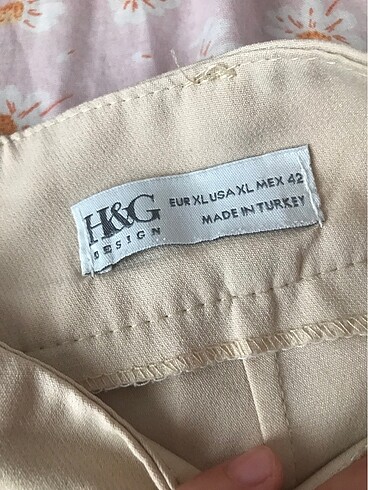 H&G
DESIGN
EUR XL USA XL MEX 42
MADE IN TURKEY